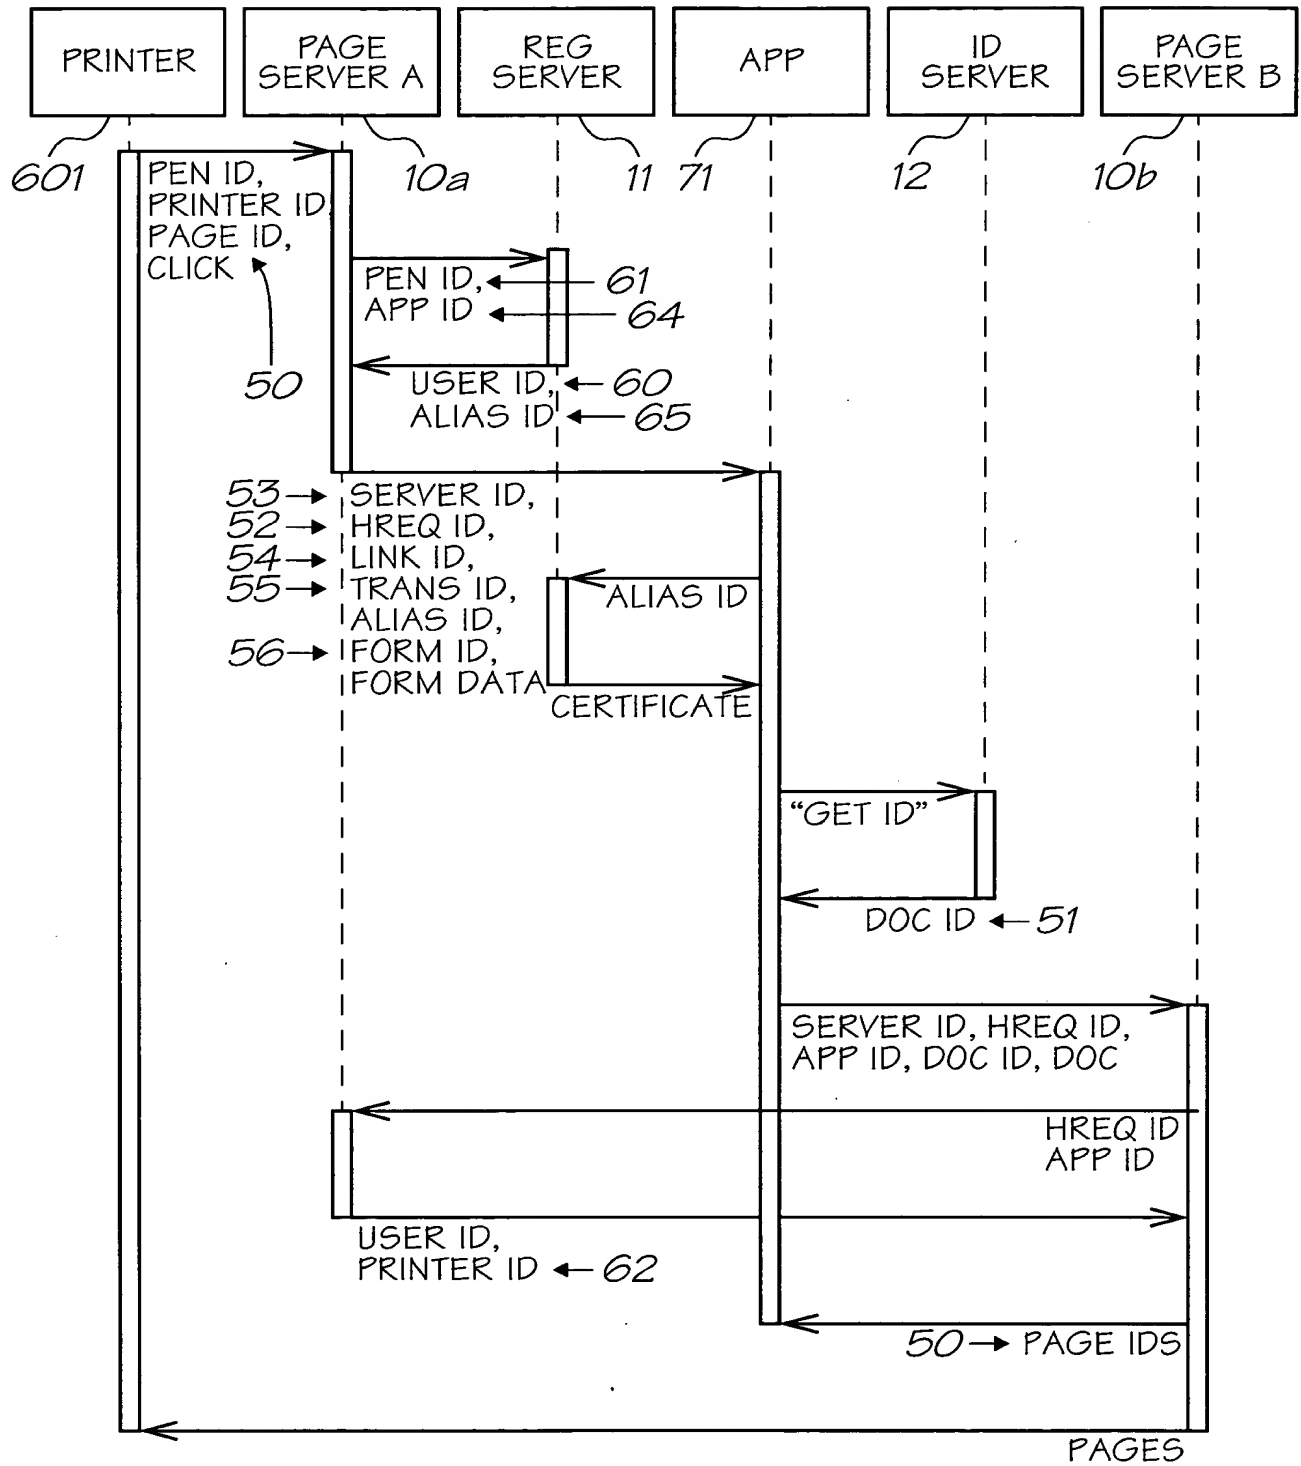 PRINTER
PAGE
SERVER A
REG
SERVER
APP
ID
SERVER
PAGE
SERVER B
601
10a
11
71
12
10b
PEN ID,
PRINTER ID
PAGE ID,
CLICK
50
PEN ID, 61
APP ID 64
USER ID, 60
ALIAS ID 65
53 SERVER ID,
52 HREQ ID,
54 LINK ID,
55 TRANS ID,
ALIAS ID,
56 FORM ID,
FORM DATA
ALIAS ID
CERTIFICATE
“GET ID”
DOC ID 51
SERVER ID, HREQ ID,
APP ID, DOC ID, DOC
HREQ ID
APP ID
USER ID,
PRINTER ID 62
50 PAGE IDS
PAGES